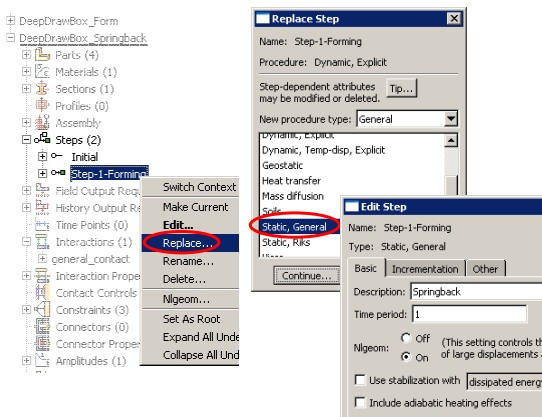 DeepDrawBox_Form
DeepDrawBox_Springback
Parts (4)
Materials (1)
Sections (1)
Profiles (0)
Assembly
Steps (2)
Initial
Step-1-Forming
Field Output Requ
History Output Re
Time Points (0)
Interactions (1)
general_contact
Interaction Prope
Contact Controls
Constraints (3)
Connectors (0)
Connector Proper
Amplitudes (1)
Switch Context
Make Current
Edit...
Replace...
Rename...
Delete...
Nlgeom...
Set As Root
Expand All Unde
Collapse All Und
Replace Step
Name: Step-1-Forming
Procedure: Dynamic, Explicit
Step-dependent attributes
may be modified or deleted.
Tip...
New procedure type: General
Dynamic, Explicit
Dynamic, Temp-disp, Explicit
Geostatic
Heat transfer
Mass diffusion
Soils
Static, General
Static, Riks
Continue...
Edit Step
Name: Step-1-Forming
Type: Static, General
Basic Incrementation Other
Description: Springback
Time period: 1
Nlgeom: Off
On
(This setting controls th
of large displacements
Use stabilization with dissipated energy
Include adiabatic heating effects